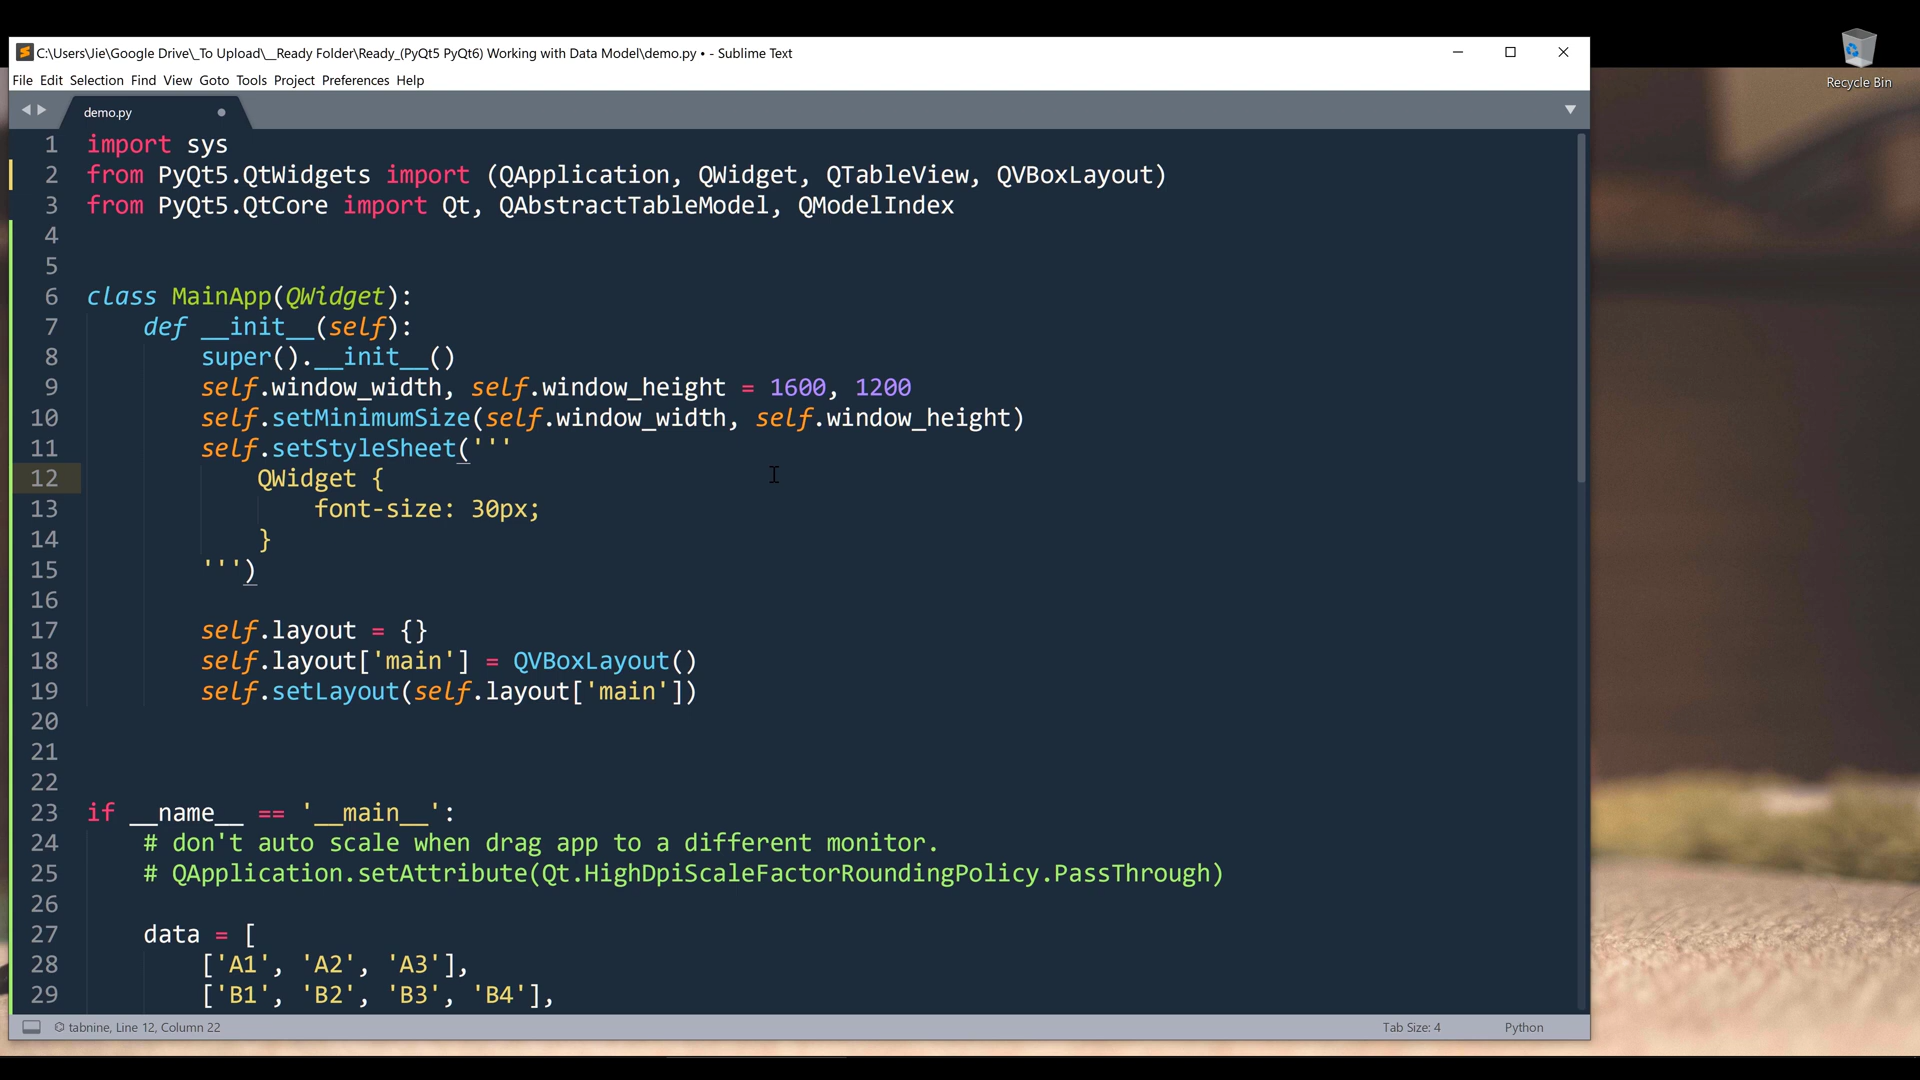 C:\Users\Jie\Google Drive\_To Upload\__Ready Folder\Ready_(PyQt5 PyQt6) Working with Data Model\demo.py • - Sublime Text
Recycle Bin
File Edit Selection Find View Goto Tools Project Preferences Help
demo.py
1 import sys
2 from PyQt5.QtWidgets import (QApplication, QWidget, QTableView, QVBoxLayout)
3 from PyQt5.QtCore import Qt, QAbstractTableModel, QModelIndex
4
5
6 class MainApp(QWidget):
7     def __init__(self):
8         super().__init__()
9         self.window_width, self.window_height = 1600, 1200
10         self.setMinimumSize(self.window_width, self.window_height)
11         self.setStyleSheet('''
12             QWidget {
13                 font-size: 30px;
14             }
15         ''')
16
17         self.layout = {}
18         self.layout['main'] = QVBoxLayout()
19         self.setLayout(self.layout['main'])
20
21
22
23 if __name__ == '__main__':
24     # don't auto scale when drag app to a different monitor.
25     # QApplication.setAttribute(Qt.HighDpiScaleFactorRoundingPolicy.PassThrough)
26
27     data = [
28         ['A1', 'A2', 'A3'],
29         ['B1', 'B2', 'B3', 'B4'],
tabnine, Line 12, Column 22
Tab Size: 4
Python